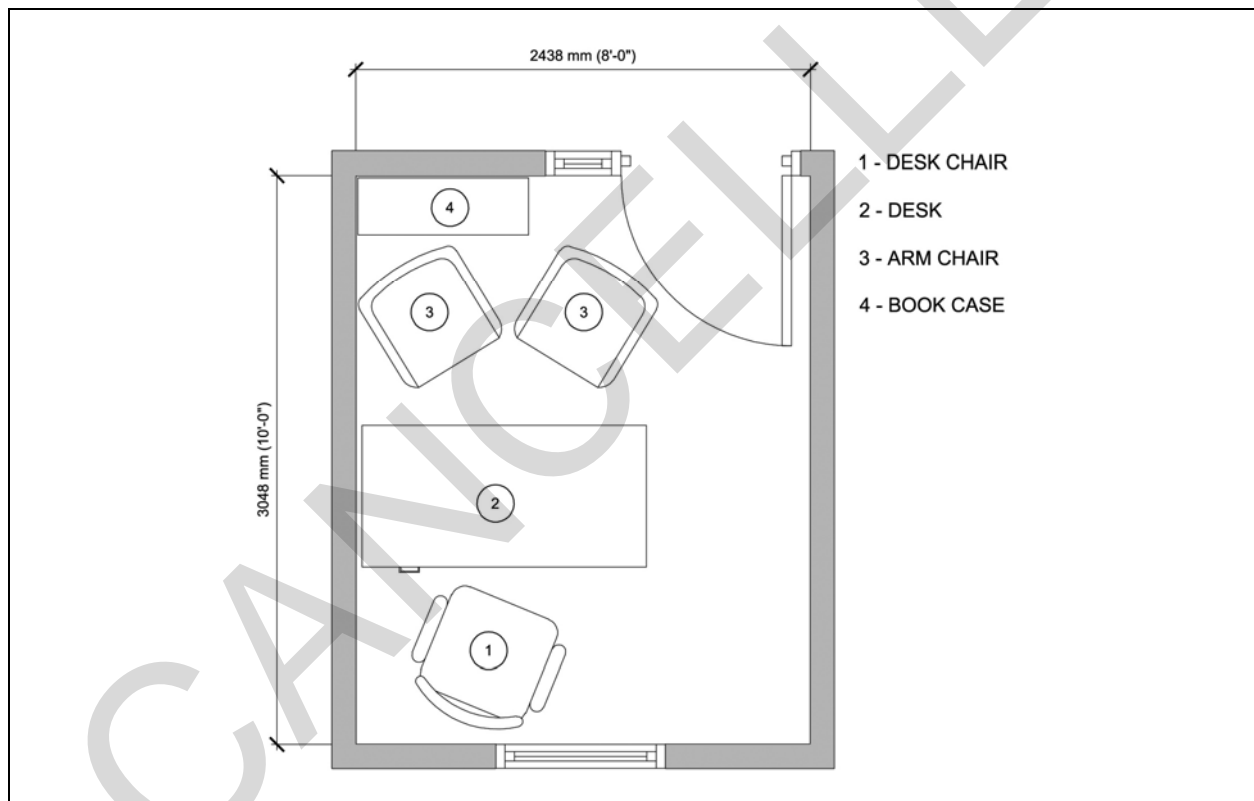 2438 mm (8'-0")
1 - DESK CHAIR
2 - DESK
3 - ARM CHAIR
4 - BOOK CASE
4
3
3
3048 mm (10'-0")
2
1
CANCELLE